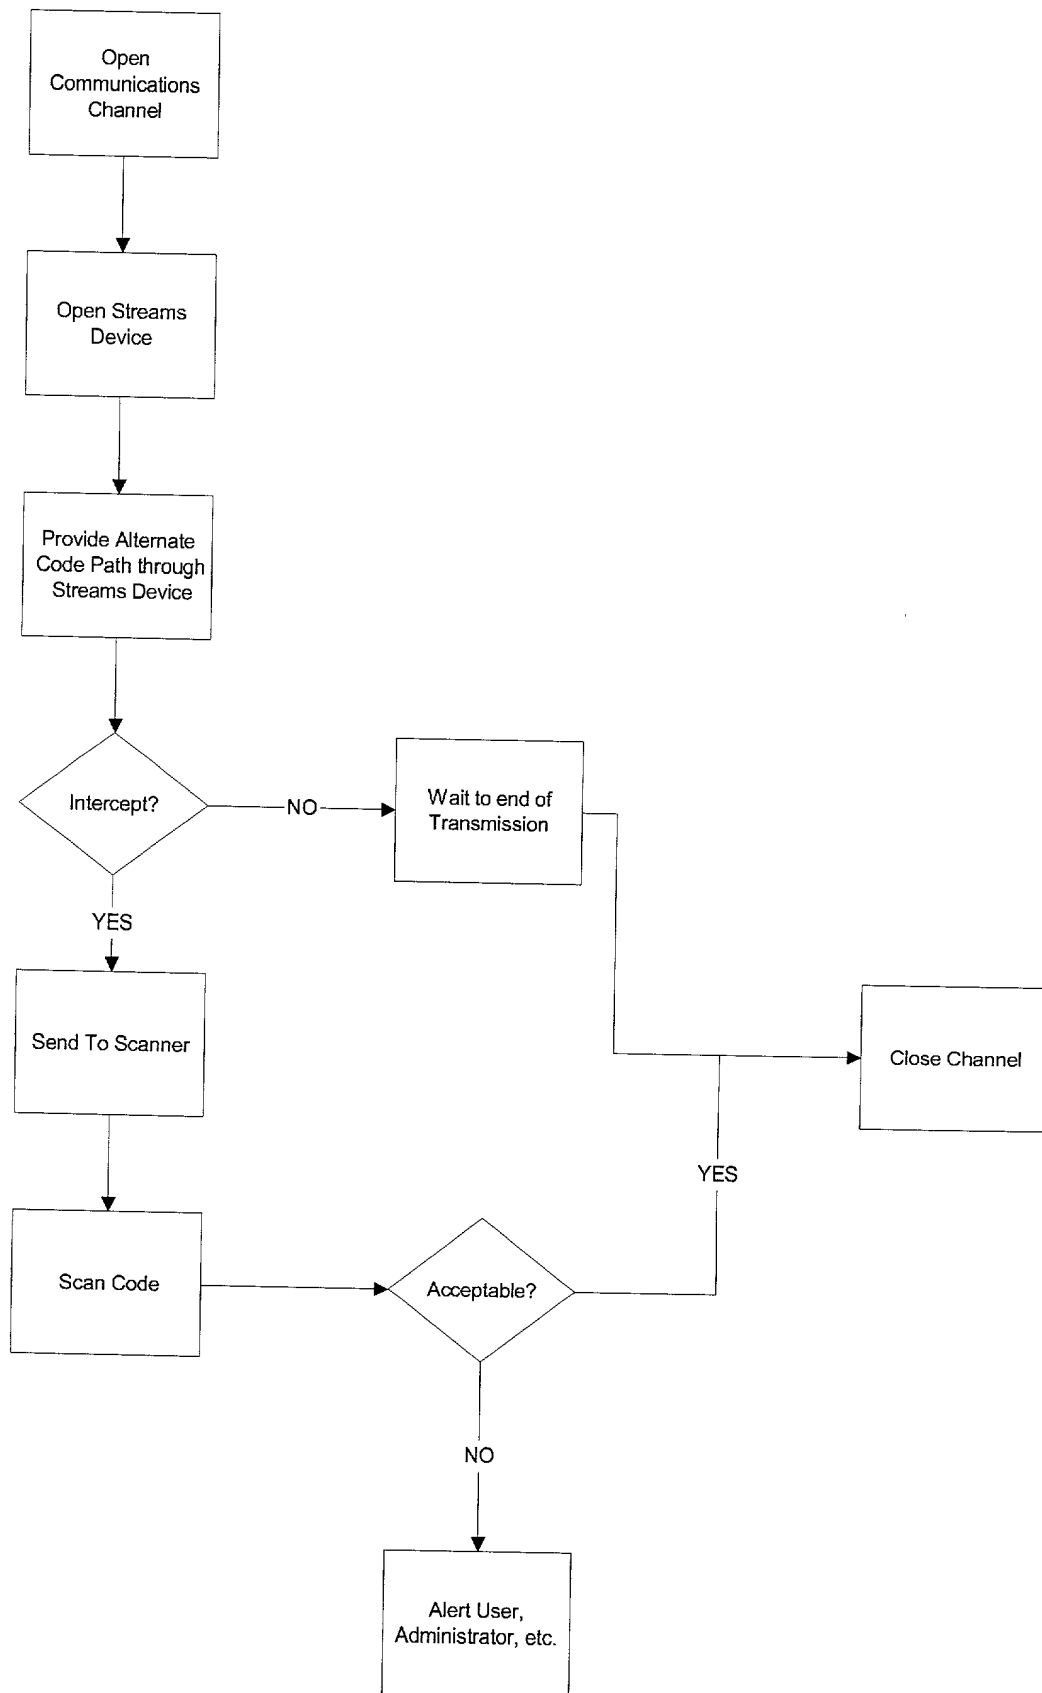 Open
Communications
Channel
Open Streams
Device
Provide Alternate
Code Path through
Streams Device
Intercept?
NO
Wait to end of
Transmission
YES
Send To Scanner
Close Channel
YES
Scan Code
Acceptable?
NO
Alert User,
Administrator, etc.